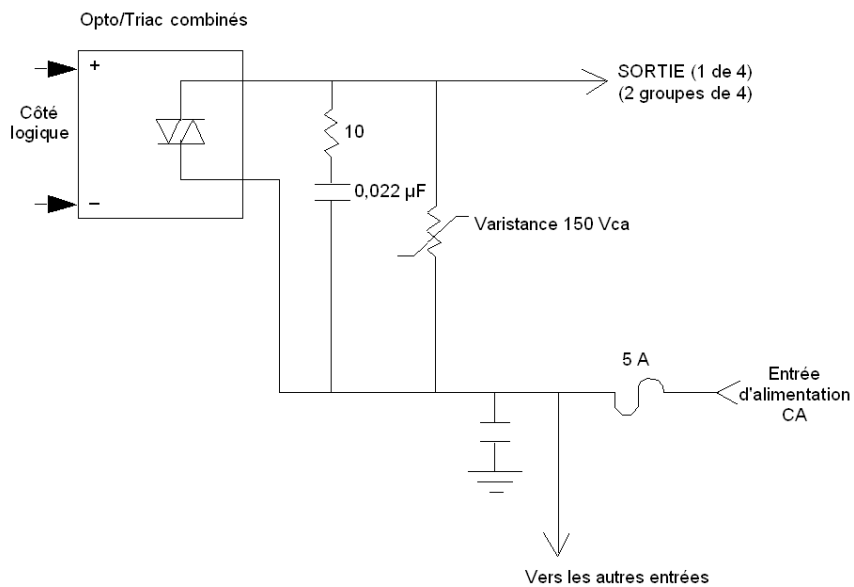 Opto/Triac combinés
+
Côté
logique
−
10
0,022 µF
SORTIE (1 de 4)
(2 groupes de 4)
Varistance 150 Vca
5 A
Entrée
d'alimentation
CA
Vers les autres entrées